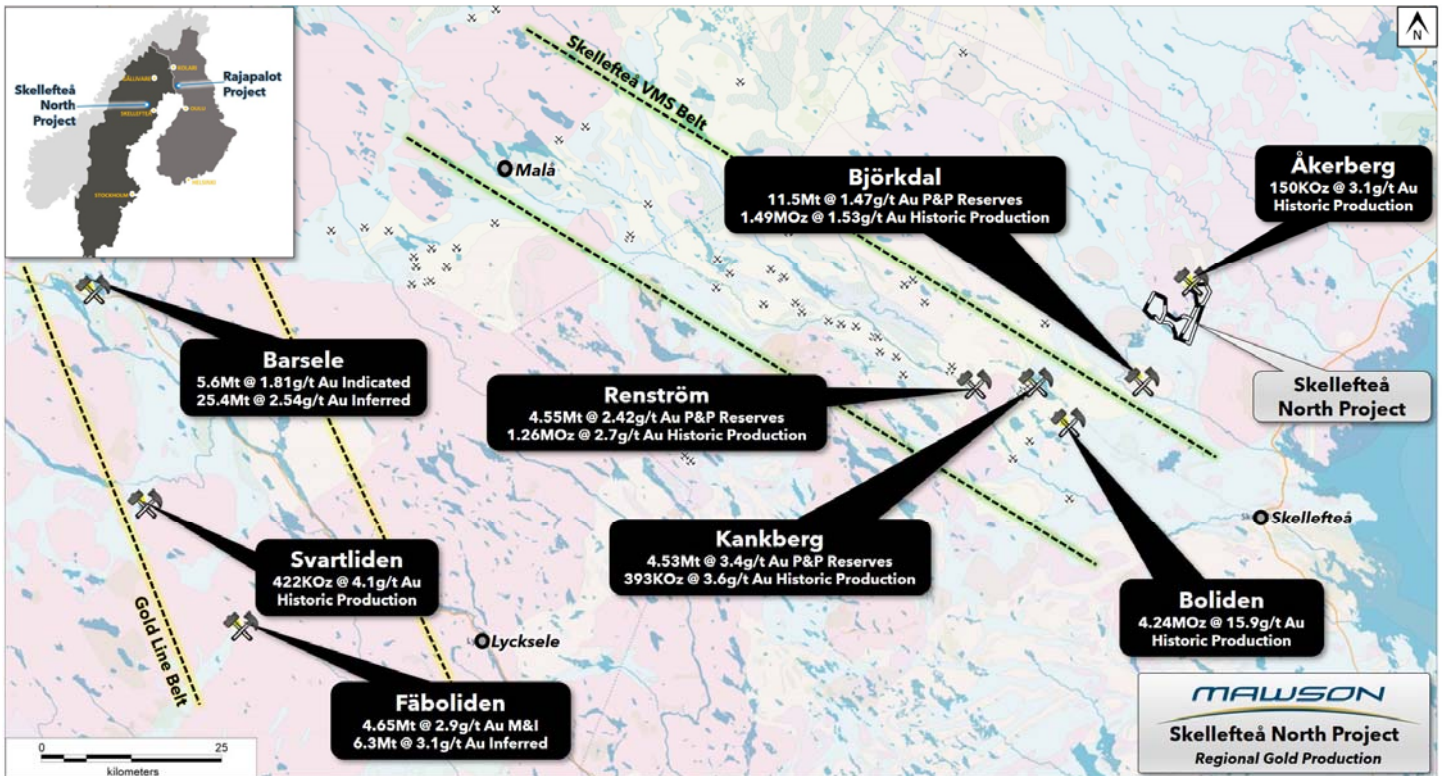 Skellefteå
North
Project
Rajapalot
Project
KOLARI
GÄLLIVARE
SKELLEFTEÅ
OULU
HELSINKI
STOCKHOLM
N
Skellefteå VMS Belt
Malå
Björkdal
11.5Mt @ 1.47g/t Au P&P Reserves
1.49MOz @ 1.53g/t Au Historic Production
Åkerberg
150KOz @ 3.1g/t Au
Historic Production
Barsele
5.6Mt @ 1.81g/t Au Indicated
25.4Mt @ 2.54g/t Au Inferred
Renström
4.55Mt @ 2.42g/t Au P&P Reserves
1.26MOz @ 2.7g/t Au Historic Production
Skellefteå
North Project
Svartliden
422KOz @ 4.1g/t Au
Historic Production
Kankberg
4.53Mt @ 3.4g/t Au P&P Reserves
393KOz @ 3.6g/t Au Historic Production
Skellefteå
Boliden
4.24MOz @ 15.9g/t Au
Historic Production
Gold Line Belt
Lycksele
Fäboliden
4.65Mt @ 2.9g/t Au M&I
6.3Mt @ 3.1g/t Au Inferred
0 25
kilometers
MAWSON
Skellefteå North Project
Regional Gold Production